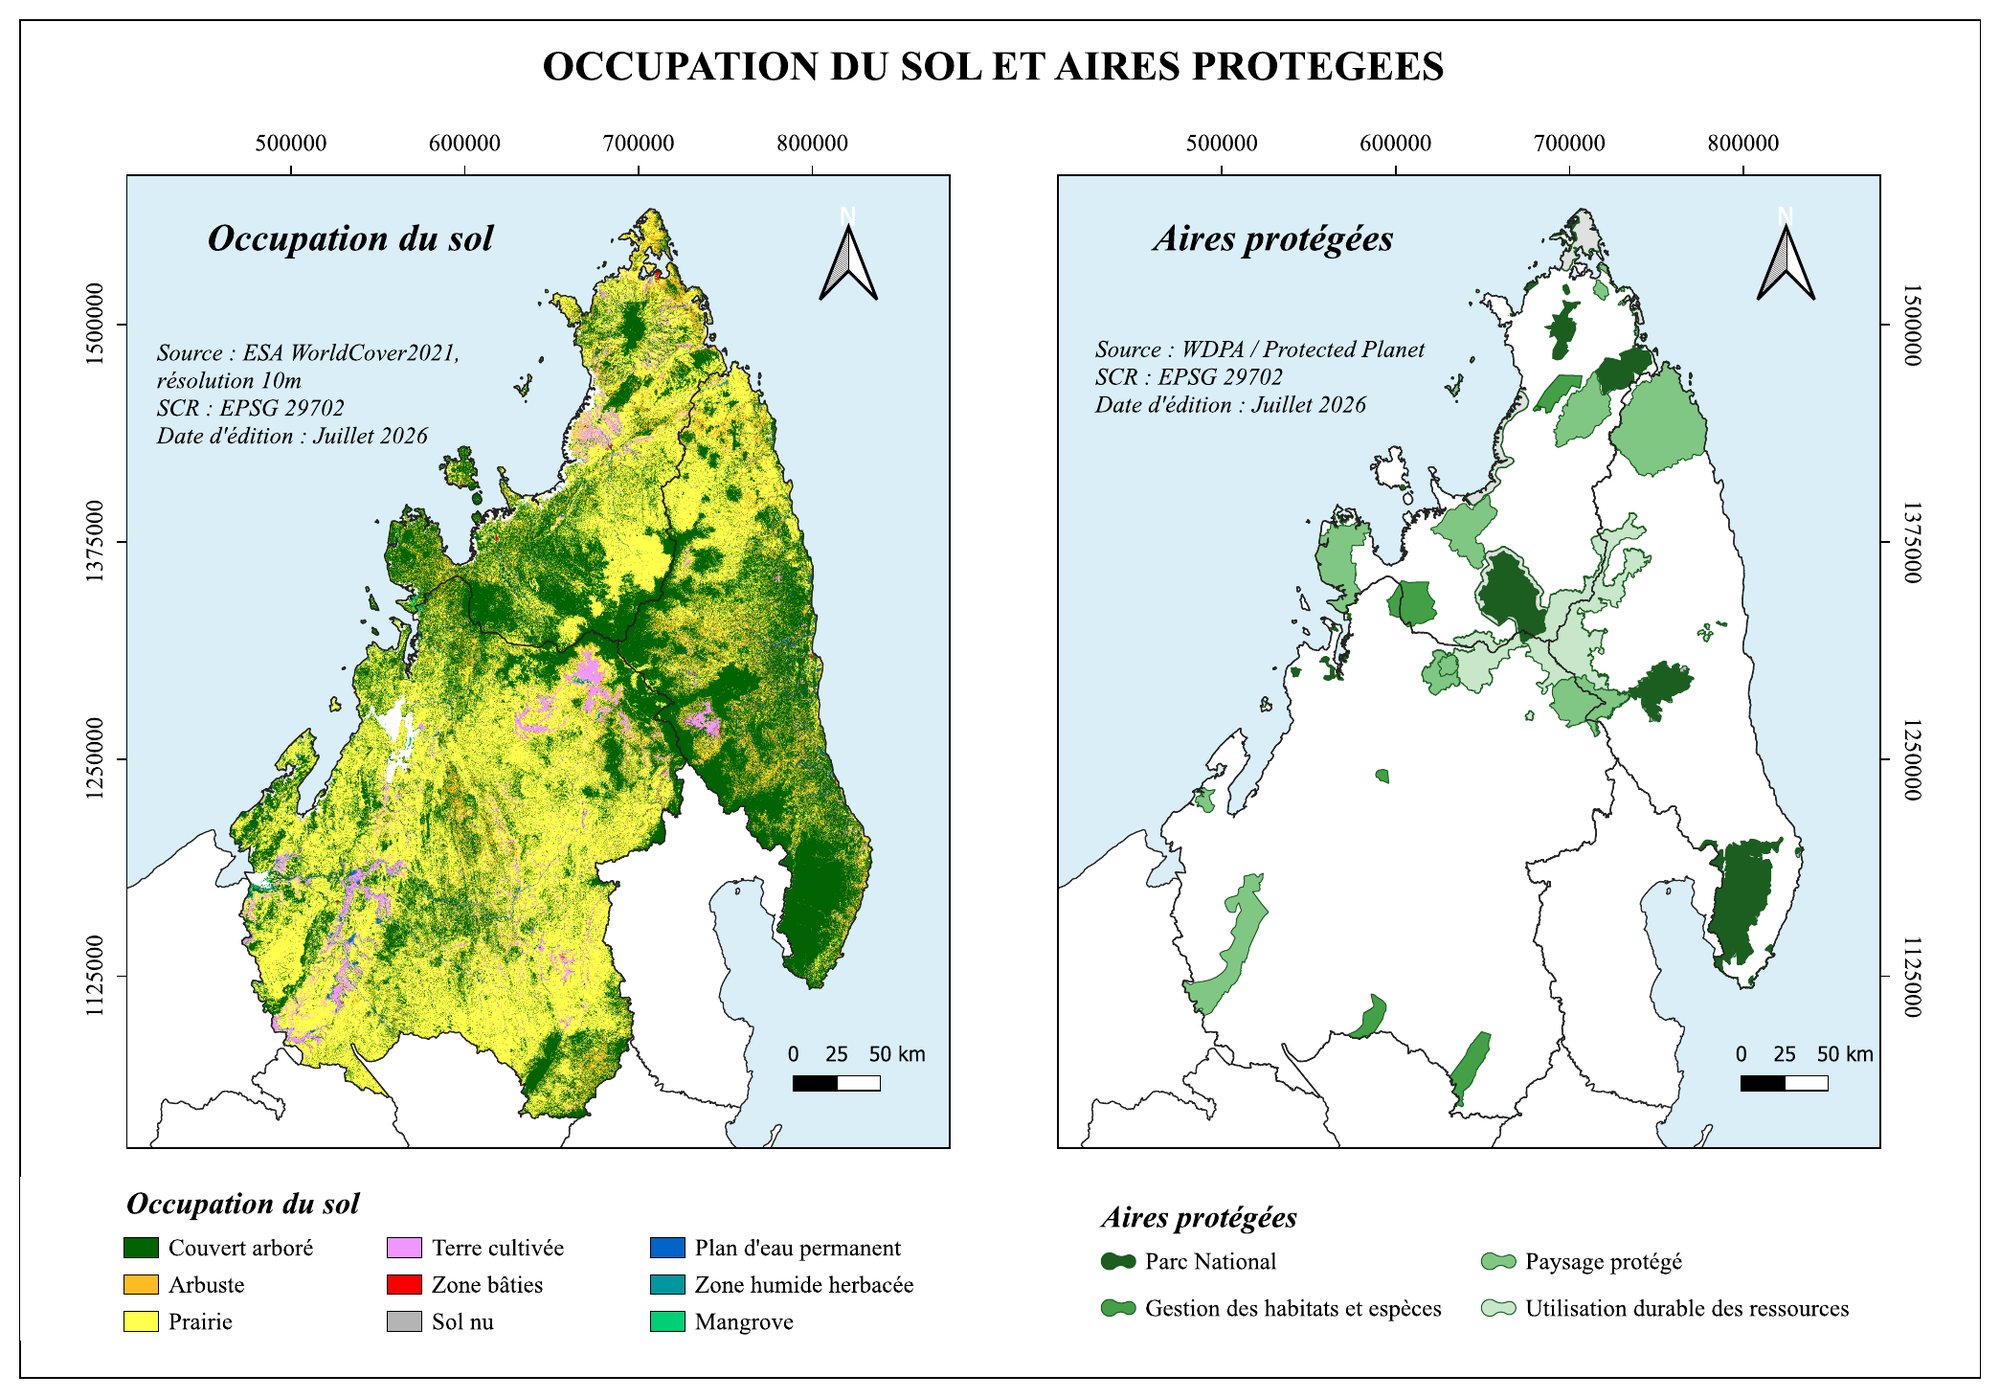 OCCUPATION DU SOL ET AIRES PROTEGEES
500000 600000 700000 800000
500000 600000 700000 800000
Occupation du sol
N
Source : ESA WorldCover2021,
résolution 10m
SCR : EPSG 29702
Date d'édition : Juillet 2026
1500000
1375000
1250000
1125000
0 25 50 km
Aires protégées
N
Source : WDPA / Protected Planet
SCR : EPSG 29702
Date d'édition : Juillet 2026
1500000
1375000
1250000
1125000
0 25 50 km
Occupation du sol
Couvert arboré
Arbuste
Prairie
Terre cultivée
Zone bâties
Sol nu
Plan d'eau permanent
Zone humide herbacée
Mangrove
Aires protégées
Parc National
Gestion des habitats et espèces
Paysage protégé
Utilisation durable des ressources